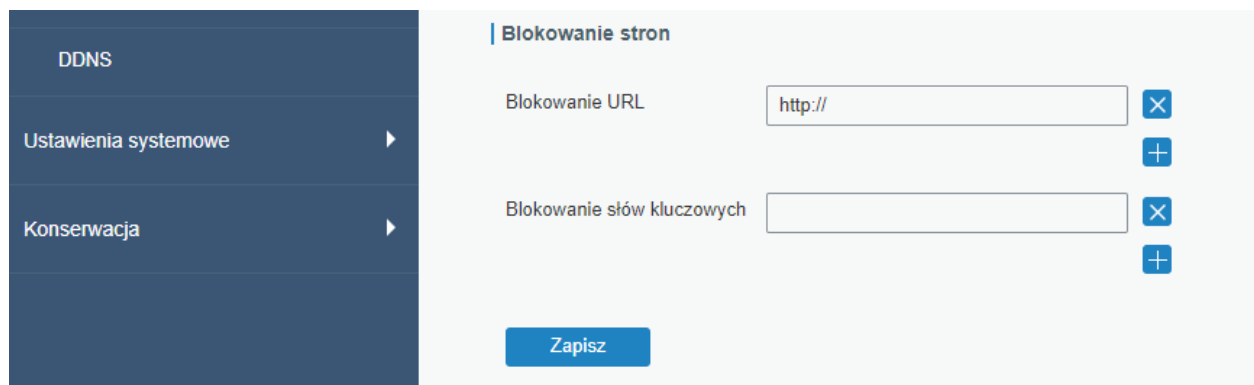 DDNS
Ustawienia systemowe
Konserwacja
Blokowanie stron
Blokowanie URL
http://
Blokowanie słów kluczowych
Zapisz